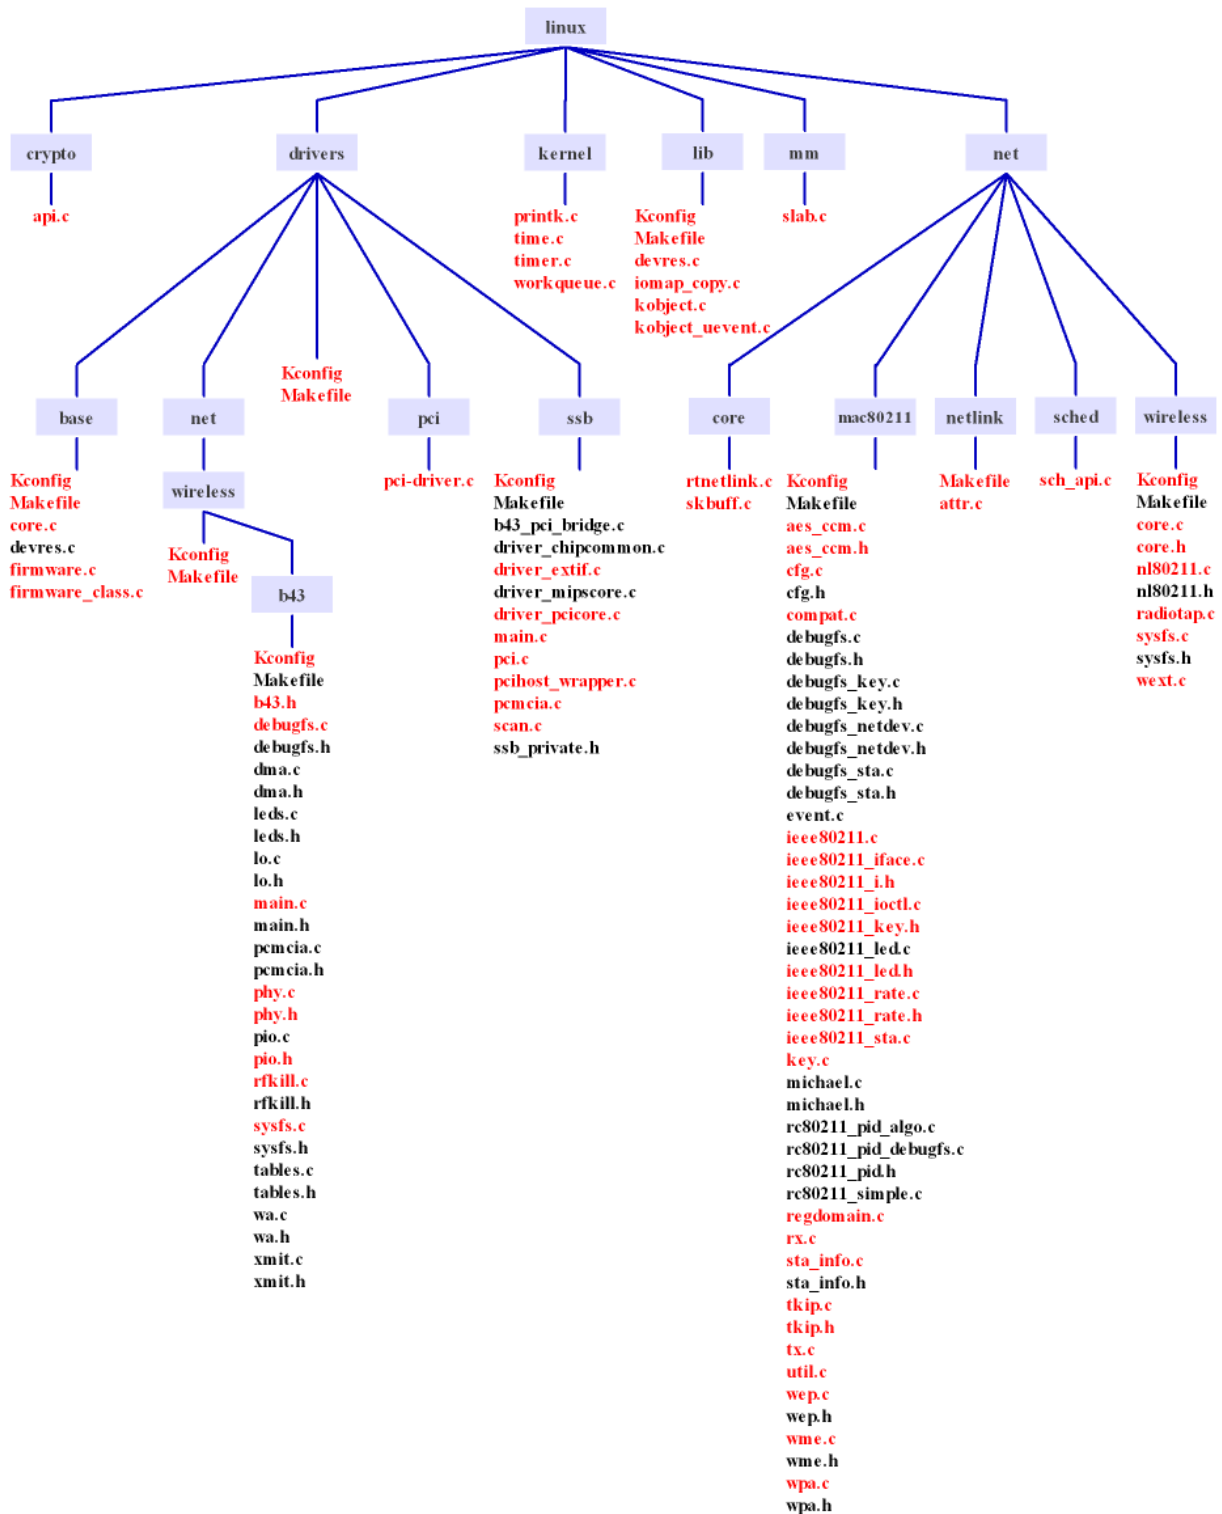 linux
crypto
drivers
kernel
lib
mm
net
api.c
printk.c
time.c
timer.c
workqueue.c
Kconfig
Makefile
devres.c
iomap_copy.c
kobject.c
kobject_uevent.c
slab.c
Kconfig
Makefile
base
net
pci
ssb
core
mac80211
netlink
sched
wireless
Kconfig
Makefile
core.c
devres.c
firmware.c
firmware_class.c
wireless
Kconfig
Makefile
b43
Kconfig
Makefile
b43.h
debugfs.c
debugfs.h
dma.c
dma.h
leds.c
leds.h
lo.c
lo.h
main.c
main.h
pcmcia.c
pcmcia.h
phy.c
phy.h
pio.c
pio.h
rfkill.c
rfkill.h
sysfs.c
sysfs.h
tables.c
tables.h
wa.c
wa.h
xmit.c
xmit.h
pci-driver.c
Kconfig
Makefile
b43_pci_bridge.c
driver_chipcommon.c
driver_extif.c
driver_mipscore.c
driver_pcicore.c
main.c
pci.c
pcihost_wrapper.c
pcmcia.c
scan.c
ssb_private.h
rtnetlink.c
skbuff.c
Kconfig
Makefile
aes_ccm.c
aes_ccm.h
cfg.c
cfg.h
compat.c
debugfs.c
debugfs.h
debugfs_key.c
debugfs_key.h
debugfs_netdev.c
debugfs_netdev.h
debugfs_sta.c
debugfs_sta.h
event.c
ieee80211.c
ieee80211_iface.c
ieee80211_i.h
ieee80211_ioctl.c
ieee80211_key.h
ieee80211_led.c
ieee80211_led.h
ieee80211_rate.c
ieee80211_rate.h
ieee80211_sta.c
key.c
michael.c
michael.h
rc80211_pid_algo.c
rc80211_pid_debugfs.c
rc80211_pid.h
rc80211_simple.c
regdomain.c
rx.c
sta_info.c
sta_info.h
tkip.c
tkip.h
tx.c
util.c
wep.c
wep.h
wme.c
wme.h
wpa.c
wpa.h
Makefile
attr.c
sch_api.c
Kconfig
Makefile
core.c
core.h
nl80211.c
nl80211.h
radiotap.c
sysfs.c
sysfs.h
wext.c